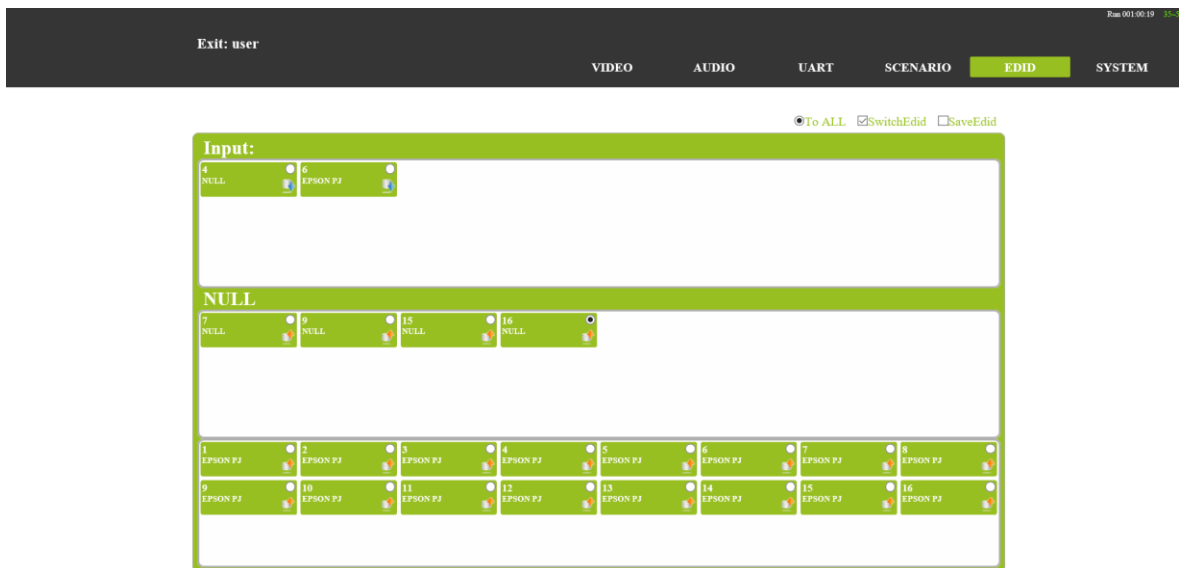 Run 001:00:19
Exit: user
VIDEO AUDIO UART SCENARIO EDID SYSTEM
To ALL SwitchEdid SaveEdid
Input:
4 6
NULL EPSON PJ
NULL
7 9 15 16
NULL NULL NULL NULL
1 2 3 4 5 6 7 8
EPSON PJ EPSON PJ EPSON PJ EPSON PJ EPSON PJ EPSON PJ EPSON PJ EPSON PJ
9 10 11 12 13 14 15 16
EPSON PJ EPSON PJ EPSON PJ EPSON PJ EPSON PJ EPSON PJ EPSON PJ EPSON PJ